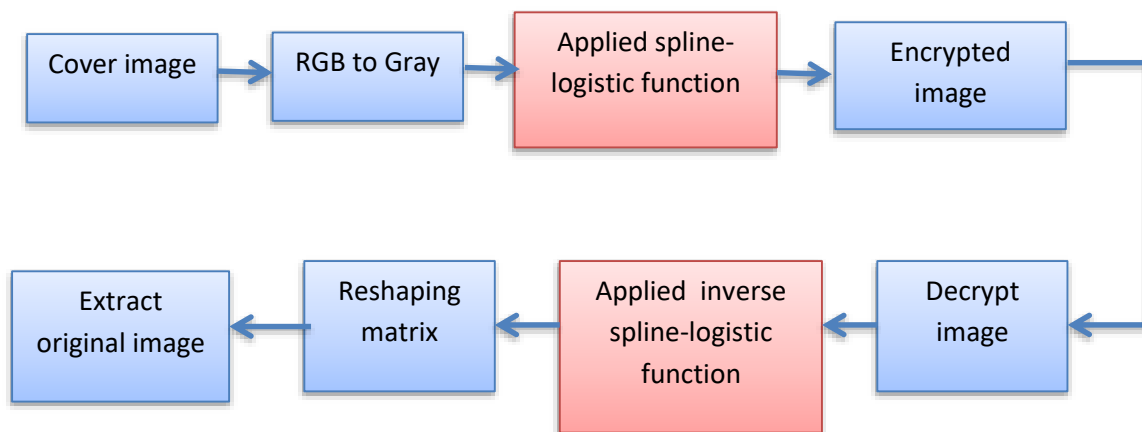 Cover image
RGB to Gray
Applied spline-
logistic function
Encrypted
image
Extract
original image
Reshaping
matrix
Applied inverse
spline-logistic
function
Decrypt
image